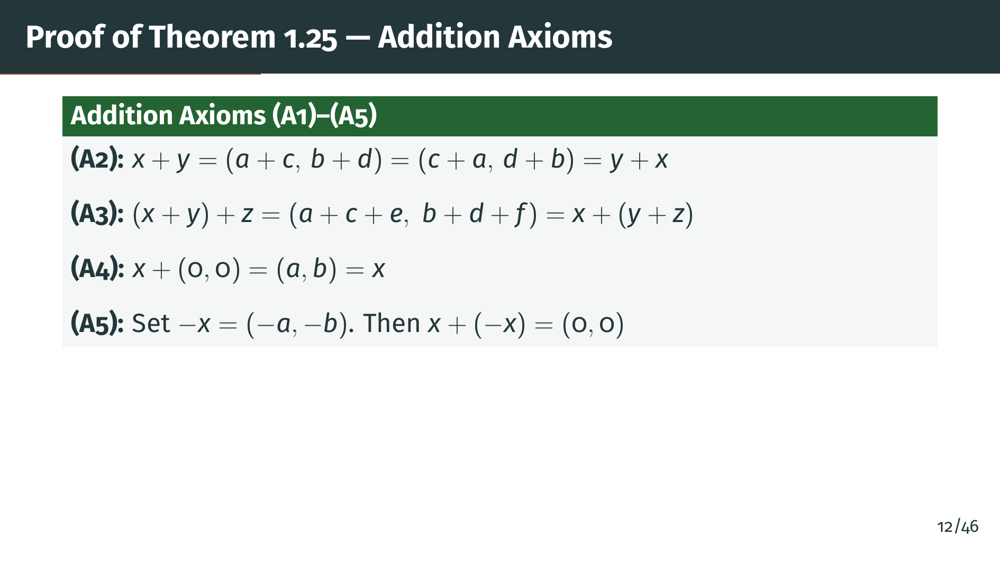 Proof of Theorem 1.25 — Addition Axioms
Addition Axioms (A1)–(A5)
(A2): x + y = (a + c, b + d) = (c + a, d + b) = y + x
(A3): (x + y) + z = (a + c + e, b + d + f) = x + (y + z)
(A4): x + (0, 0) = (a, b) = x
(A5): Set −x = (−a, −b). Then x + (−x) = (0, 0)
12/46